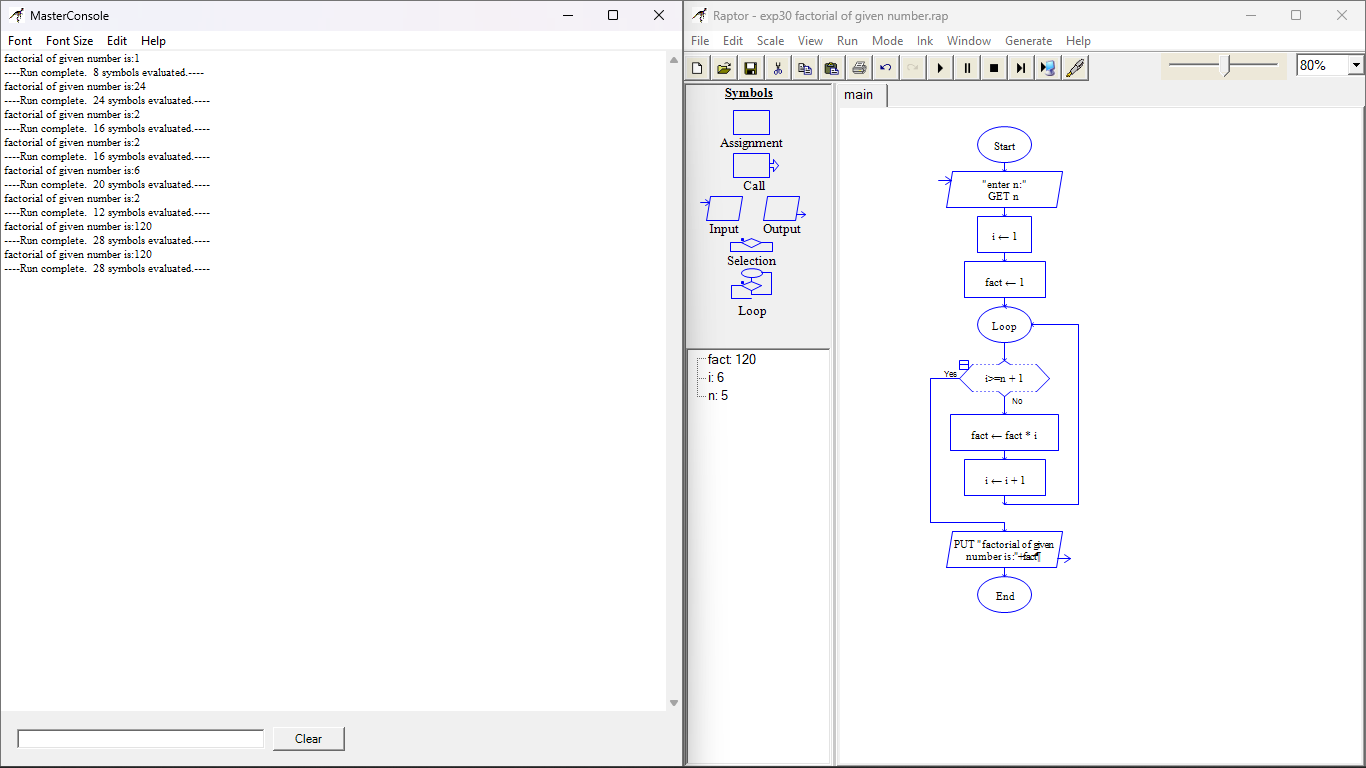 MasterConsole
Font Font Size Edit Help
factorial of given number is:1
----Run complete.  8 symbols evaluated.----
factorial of given number is:24
----Run complete.  24 symbols evaluated.----
factorial of given number is:2
----Run complete.  16 symbols evaluated.----
factorial of given number is:2
----Run complete.  16 symbols evaluated.----
factorial of given number is:6
----Run complete.  20 symbols evaluated.----
factorial of given number is:2
----Run complete.  12 symbols evaluated.----
factorial of given number is:120
----Run complete.  28 symbols evaluated.----
factorial of given number is:120
----Run complete.  28 symbols evaluated.----
Clear
Raptor - exp30 factorial of given number.rap
File Edit Scale View Run Mode Ink Window Generate Help
80%
Symbols
Assignment
Call
Input Output
Selection
Loop
fact: 120
i: 6
n: 5
main
Start
"enter n:"
GET n
i ← 1
fact ← 1
Loop
Yes
i>=n + 1
No
fact ← fact * i
i ← i + 1
PUT "factorial of given
number is:"+fact¶
End